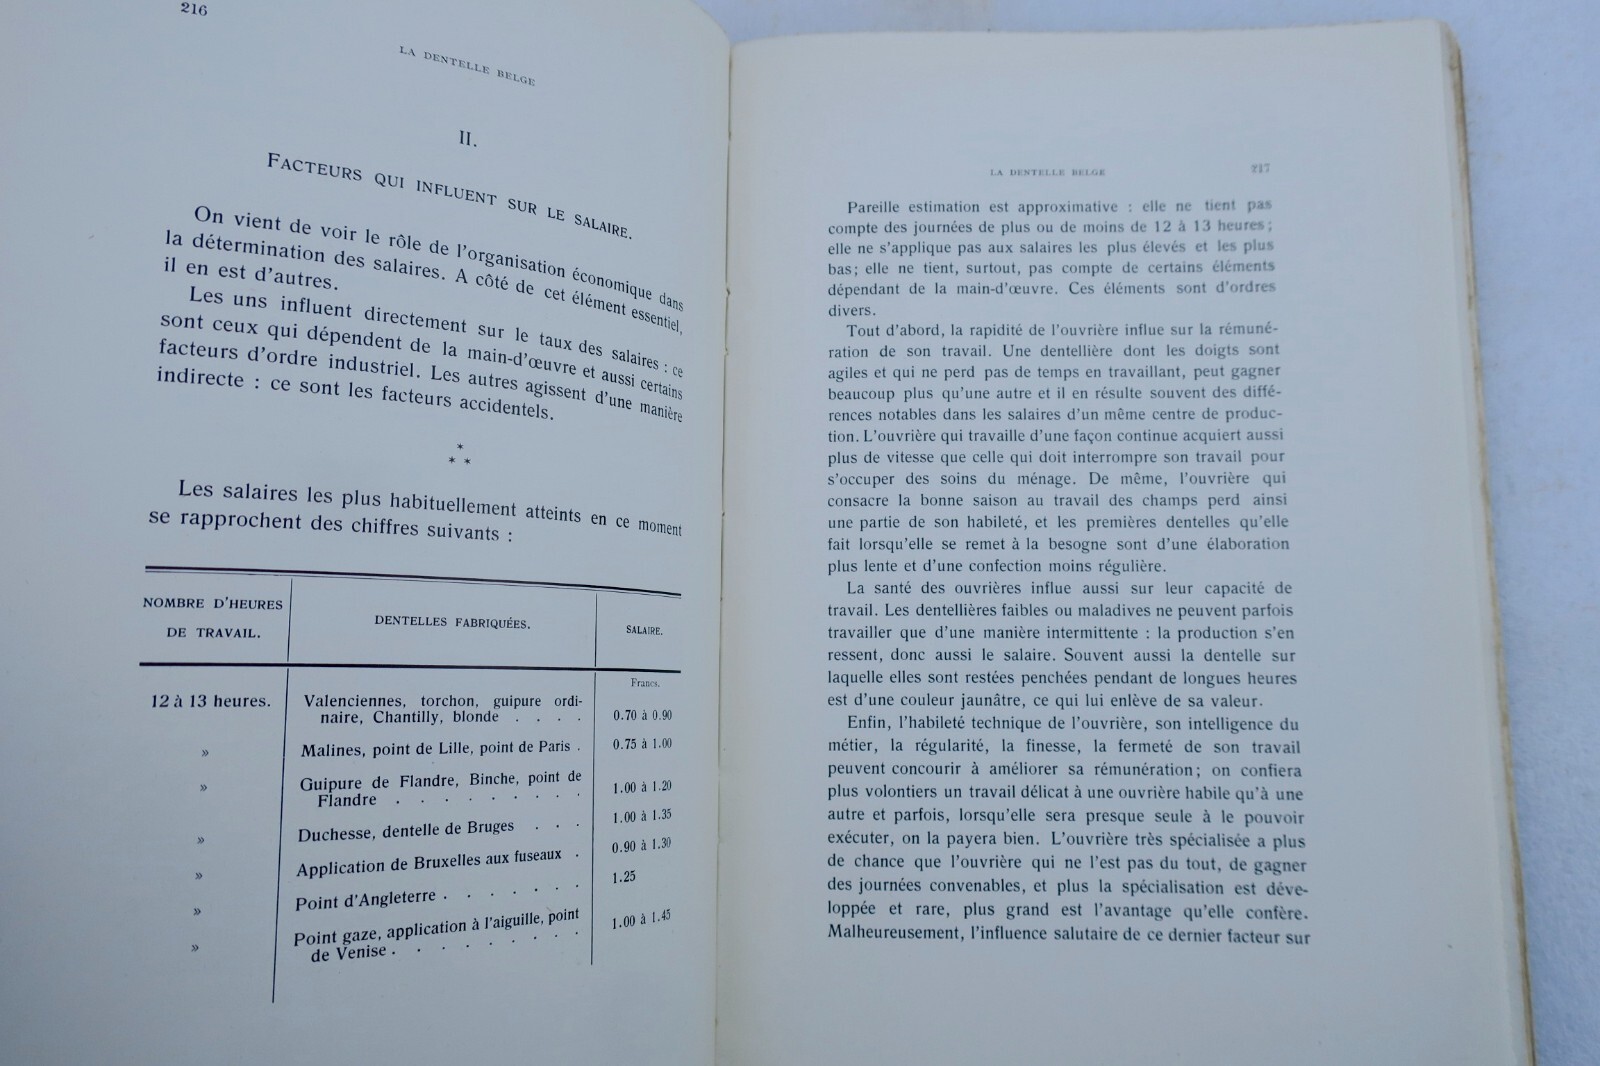 216
LA DENTELLE BELGE
II.
FACTEURS QUI INFLUENT SUR LE SALAIRE.
On vient de voir le rôle de l'organisation économique dans
la détermination des salaires. A côté de cet élément essentiel,
il en est d'autres.
Les uns influent directement sur le taux des salaires : ce
sont ceux qui dépendent de la main-d'œuvre et aussi certains
facteurs d'ordre industriel. Les autres agissent d'une manière
indirecte : ce sont les facteurs accidentels.
*
* *
Les salaires les plus habituellement atteints en ce moment
se rapprochent des chiffres suivants :
NOMBRE D'HEURES
DE TRAVAIL.
DENTELLES FABRIQUÉES.
SALAIRE.
Francs.
12 à 13 heures. Valenciennes, torchon, guipure ordi-
naire, Chantilly, blonde . . . . 0.70 à 0.90
» Malines, point de Lille, point de Paris . 0.75 à 1.00
» Guipure de Flandre, Binche, point de
Flandre . . . . . . . . . 1.00 à 1.20
» Duchesse, dentelle de Bruges . . . 1.00 à 1.35
» Application de Bruxelles aux fuseaux . 0.90 à 1.30
» Point d'Angleterre . . . . . . . 1.25
» Point gaze, application à l'aiguille, point
de Venise . . . . . . . . . 1.00 à 1.45
LA DENTELLE BELGE
217
Pareille estimation est approximative : elle ne tient pas
compte des journées de plus ou de moins de 12 à 13 heures ;
elle ne s'applique pas aux salaires les plus élevés et les plus
bas; elle ne tient, surtout, pas compte de certains éléments
dépendant de la main-d'œuvre. Ces éléments sont d'ordres
divers.
Tout d'abord, la rapidité de l'ouvrière influe sur la rémuné-
ration de son travail. Une dentellière dont les doigts sont
agiles et qui ne perd pas de temps en travaillant, peut gagner
beaucoup plus qu'une autre et il en résulte souvent des diffé-
rences notables dans les salaires d'un même centre de produc-
tion. L'ouvrière qui travaille d'une façon continue acquiert aussi
plus de vitesse que celle qui doit interrompre son travail pour
s'occuper des soins du ménage. De même, l'ouvrière qui
consacre la bonne saison au travail des champs perd ainsi
une partie de son habileté, et les premières dentelles qu'elle
fait lorsqu'elle se remet à la besogne sont d'une élaboration
plus lente et d'une confection moins régulière.
La santé des ouvrières influe aussi sur leur capacité de
travail. Les dentellières faibles ou maladives ne peuvent parfois
travailler que d'une manière intermittente : la production s'en
ressent, donc aussi le salaire. Souvent aussi la dentelle sur
laquelle elles sont restées penchées pendant de longues heures
est d'une couleur jaunâtre, ce qui lui enlève de sa valeur.
Enfin, l'habileté technique de l'ouvrière, son intelligence du
métier, la régularité, la finesse, la fermeté de son travail
peuvent concourir à améliorer sa rémunération ; on confiera
plus volontiers un travail délicat à une ouvrière habile qu'à une
autre et parfois, lorsqu'elle sera presque seule à le pouvoir
exécuter, on la payera bien. L'ouvrière très spécialisée a plus
de chance que l'ouvrière qui ne l'est pas du tout, de gagner
des journées convenables, et plus la spécialisation est déve-
loppée et rare, plus grand est l'avantage qu'elle confère.
Malheureusement, l'influence salutaire de ce dernier facteur sur